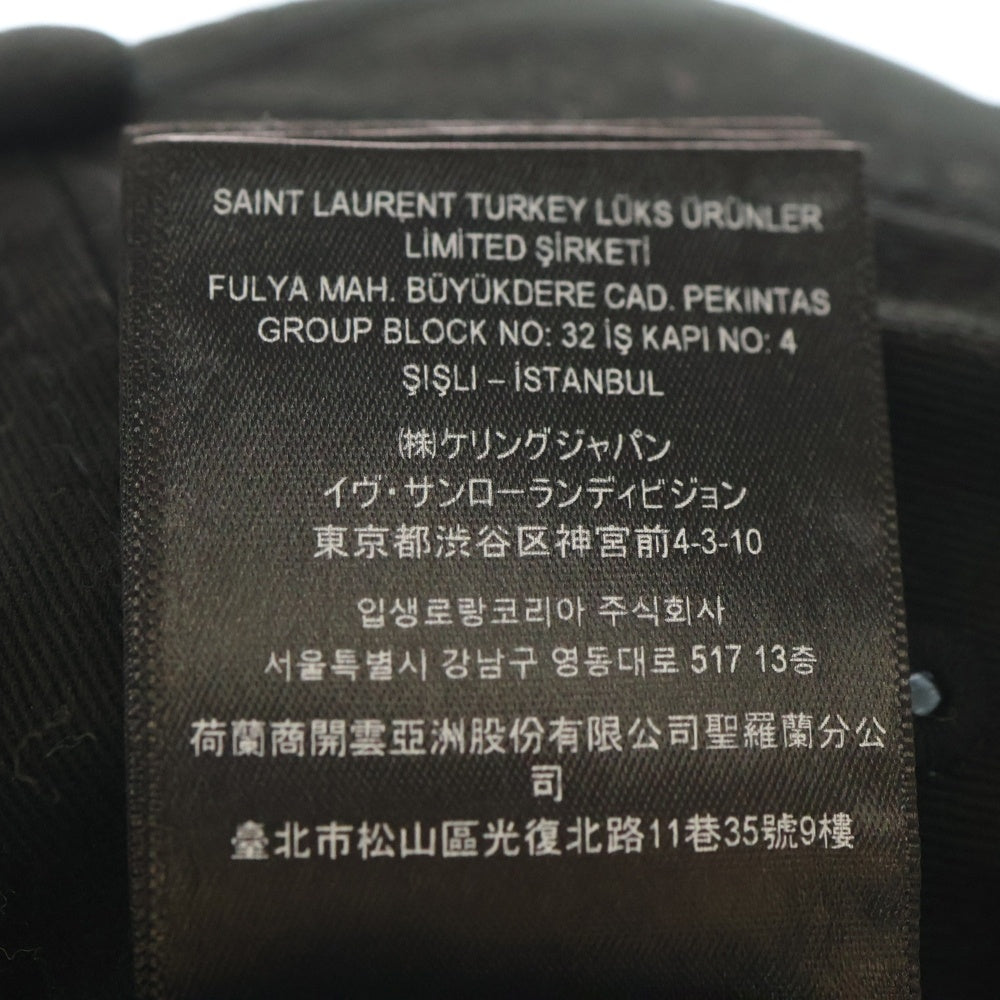 SAINT LAURENT TURKEY LÜKS ÜRÜNLER
LİMİTED ŞİRKETİ
FULYA MAH. BÜYÜKDERE CAD. PEKINTAS
GROUP BLOCK NO: 32 İŞ KAPI NO: 4
ŞIŞLI – İSTANBUL
㈱ケリングジャパン
イヴ・サンローランディビジョン
東京都渋谷区神宮前4-3-10
입생로랑코리아 주식회사
서울특별시 강남구 영동대로 517 13층
荷蘭商開雲亞洲股份有限公司聖羅蘭分公
司
臺北市松山區光復北路11巷35號9樓